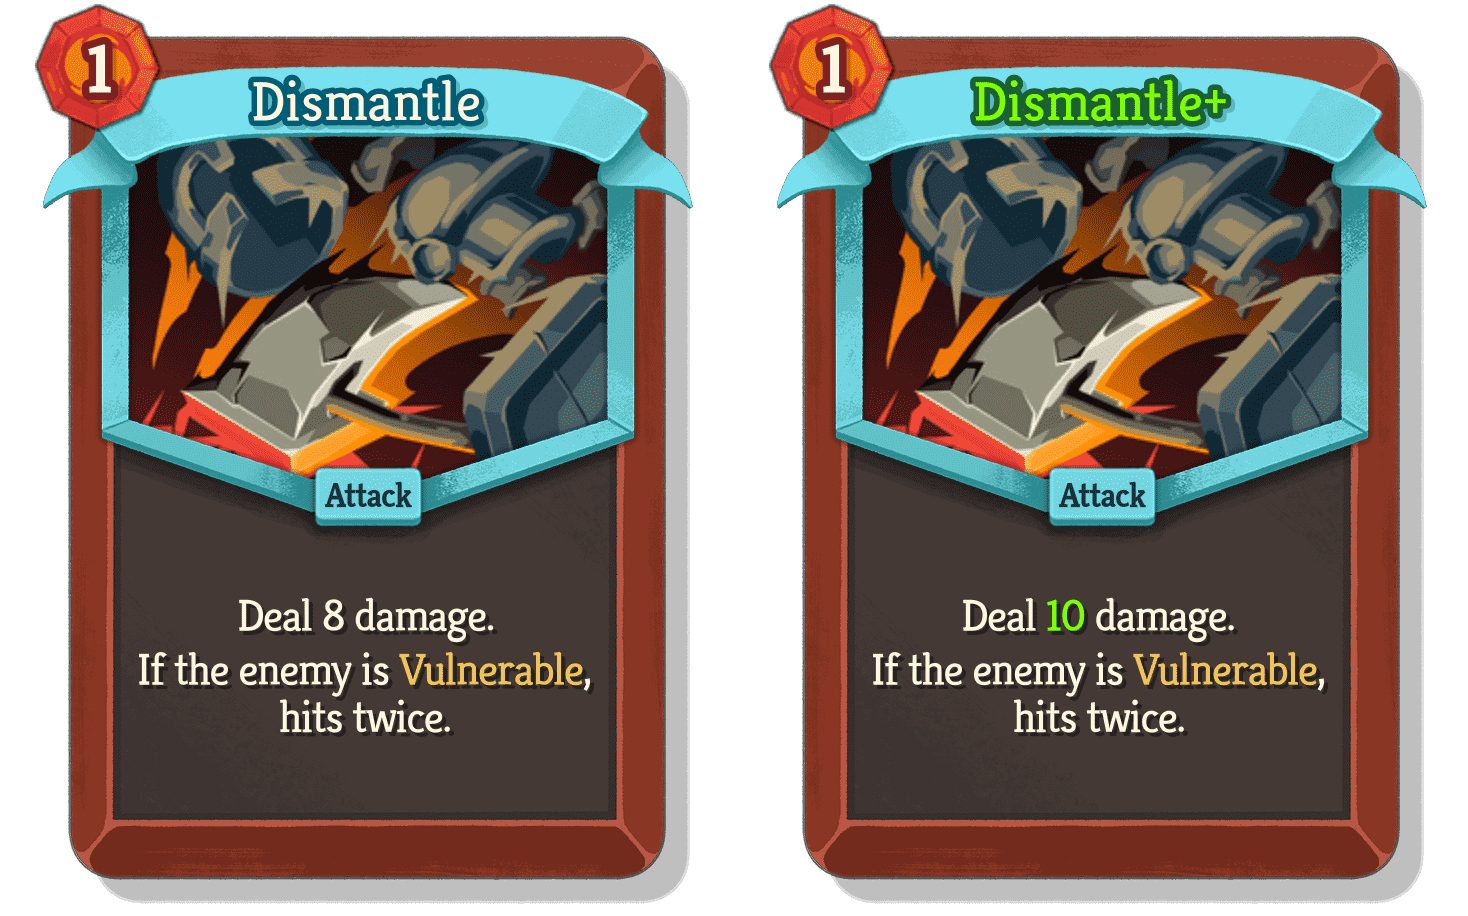 1
Dismantle
Attack
Deal 8 damage.
If the enemy is Vulnerable,
hits twice.
1
Dismantle+
Attack
Deal 10 damage.
If the enemy is Vulnerable,
hits twice.